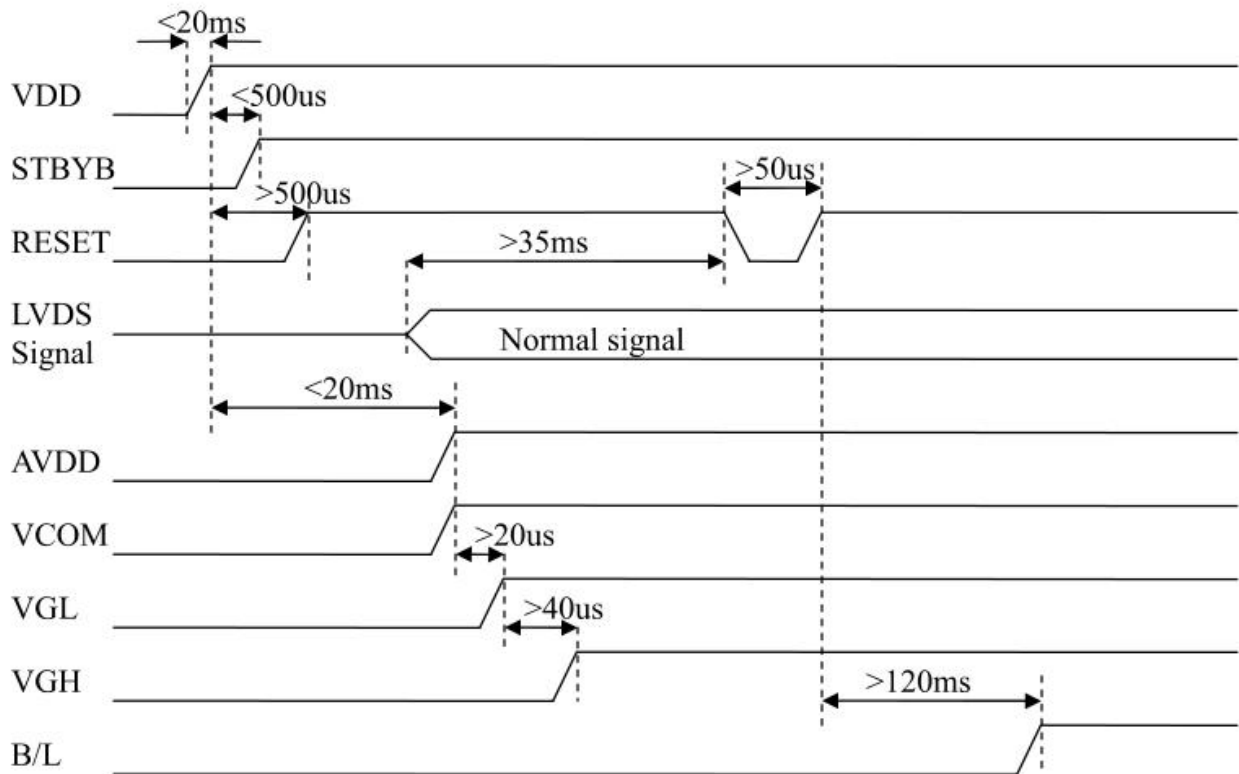 <20ms
VDD
<500us
STBYB
>500us
>50us
RESET
>35ms
LVDS
Signal
Normal signal
<20ms
AVDD
VCOM
>20us
VGL
>40us
VGH
>120ms
B/L